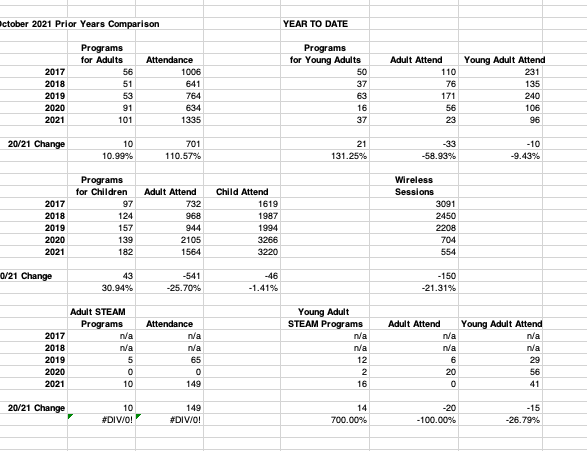 October 2021 Prior Years Comparison YEAR TO DATE
Programs Programs
for Adults Attendance for Young Adults Adult Attend Young Adult Attend
2017 56 1006 50 110 231
2018 51 641 37 76 135
2019 53 764 63 171 240
2020 91 634 16 56 106
2021 101 1335 37 23 96
20/21 Change 10 701 21 -33 -10
10.99% 110.57% 131.25% -58.93% -9.43%
Programs Wireless
for Children Adult Attend Child Attend Sessions
2017 97 732 1619 3091
2018 124 968 1987 2450
2019 157 944 1994 2208
2020 139 2105 3266 704
2021 182 1564 3220 554
0/21 Change 43 -541 -46 -150
30.94% -25.70% -1.41% -21.31%
Adult STEAM Young Adult
Programs Attendance STEAM Programs Adult Attend Young Adult Attend
2017 n/a n/a n/a n/a n/a
2018 n/a n/a n/a n/a n/a
2019 5 65 12 6 29
2020 0 0 2 20 56
2021 10 149 16 0 41
20/21 Change 10 149 14 -20 -15
#DIV/0! #DIV/0! 700.00% -100.00% -26.79%